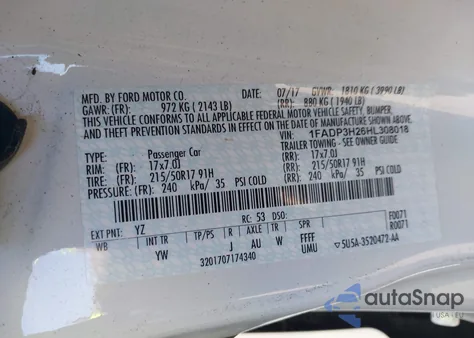 MFD. BY FORD MOTOR CO.
DATE: 07/17 GVWR: 1810 KG ( 3990 LB)
GAWR: (FR): 972 KG ( 2143 LB) (RR): 880 KG ( 1940 LB)
THIS VEHICLE CONFORMS TO ALL APPLICABLE FEDERAL MOTOR VEHICLE SAFETY, BUMPER,
AND THEFT PREVENTION STANDARDS IN EFFECT ON THE DATE OF MANUFACTURE SHOWN ABOVE.
VIN: 1FADP3H26HL308018
TYPE: Passenger Car TRAILER TOWING - SEE OWNER GUIDE
RIM: (FR): 17x7.0J (RR): 17x7.0J
TIRE: (FR): 215/50R17 91H (RR): 215/50R17 91H
PRESSURE: (FR): 240 kPa/ 35 PSI COLD (RR): 240 kPa/ 35 PSI COLD
EXT PNT: YZ RC: 53 DSO: F0071
WB INT TR TP/PS R AXLE TR SPR R0071
YW J AU W FFFF
3201707174340 UMU 5U5A-3520472-AA
autoSnap
USA - EU